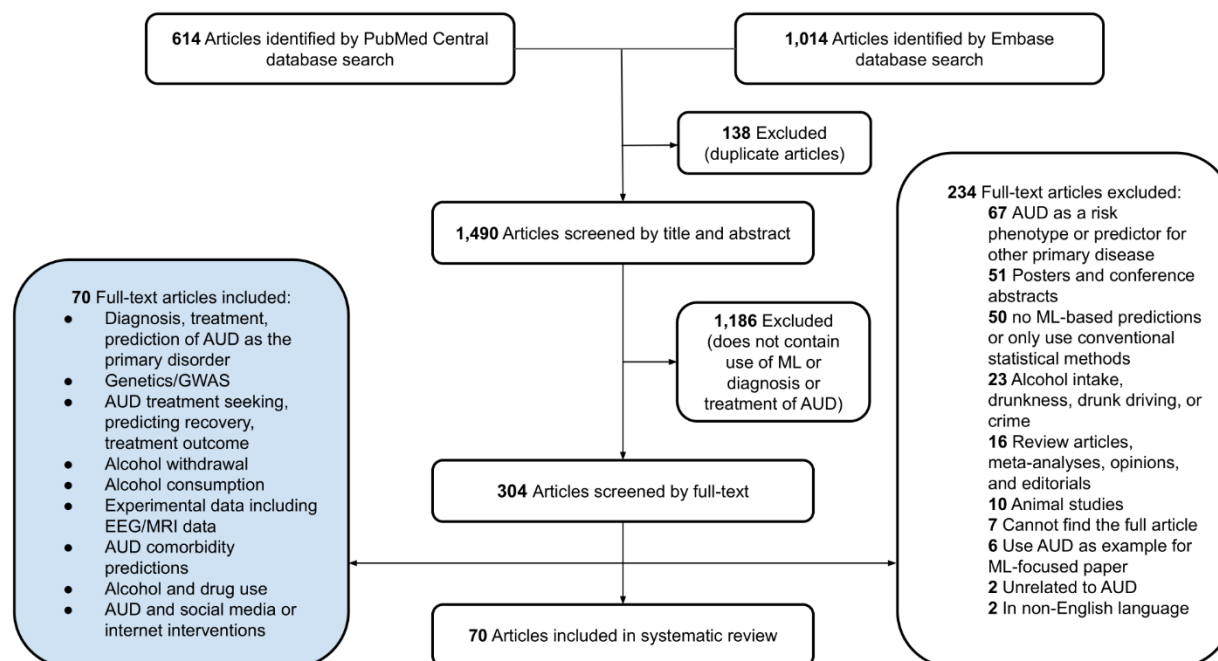 614 Articles identified by PubMed Central
database search
1,014 Articles identified by Embase
database search
138 Excluded
(duplicate articles)
1,490 Articles screened by title and abstract
1,186 Excluded
(does not contain
use of ML or
diagnosis or
treatment of AUD)
304 Articles screened by full-text
70 Full-text articles included:
● Diagnosis, treatment,
prediction of AUD as the
primary disorder
● Genetics/GWAS
● AUD treatment seeking,
predicting recovery,
treatment outcome
● Alcohol withdrawal
● Alcohol consumption
● Experimental data including
EEG/MRI data
● AUD comorbidity
predictions
● Alcohol and drug use
● AUD and social media or
internet interventions
234 Full-text articles excluded:
67 AUD as a risk
phenotype or predictor for
other primary disease
51 Posters and conference
abstracts
50 no ML-based predictions
or only use conventional
statistical methods
23 Alcohol intake,
drunkness, drunk driving, or
crime
16 Review articles,
meta-analyses, opinions,
and editorials
10 Animal studies
7 Cannot find the full article
6 Use AUD as example for
ML-focused paper
2 Unrelated to AUD
2 In non-English language
70 Articles included in systematic review